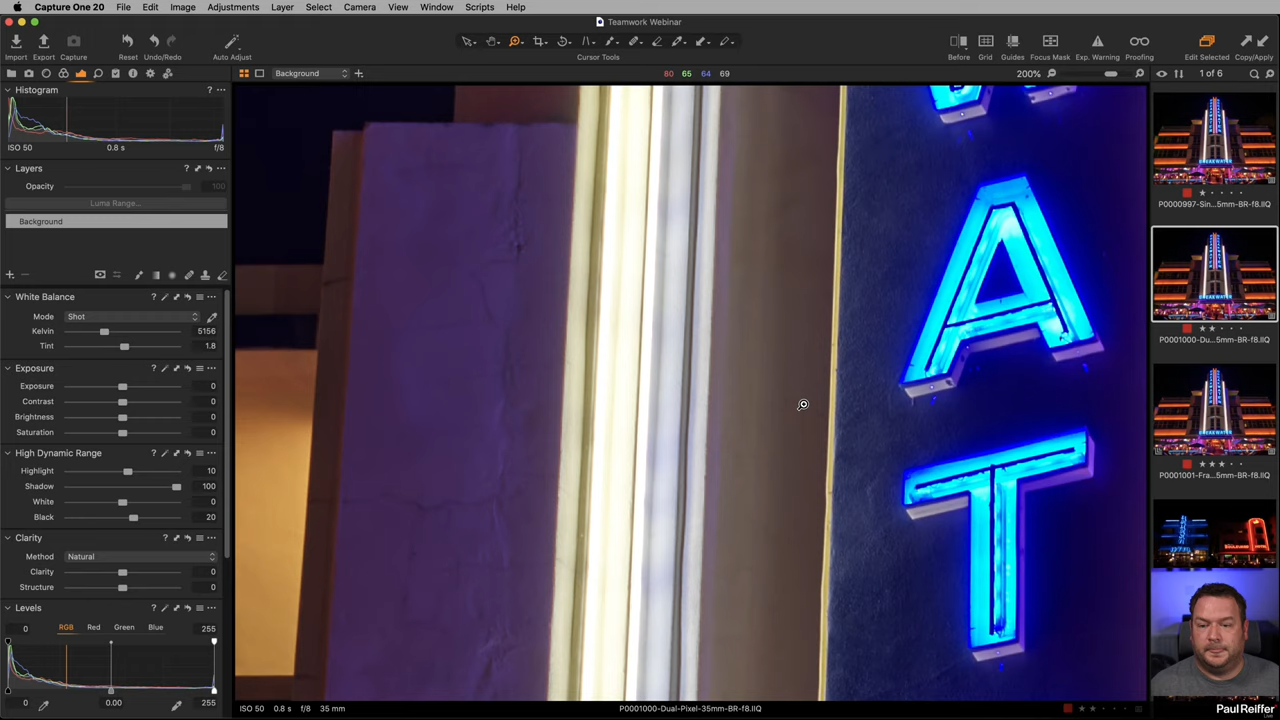 Capture One 20 File Edit Image Adjustments Layer Select Camera View Window Scripts Help
Teamwork Webinar
Import Export Capture Reset Undo/Redo Auto Adjust Cursor Tools Before Grids Guides Focus Mask Exp. Warning Proofing Edit Selected Copy/Apply
Background 80 65 64 69 200% 1 of 6
Histogram
ISO 50 0.8 s f/8
Layers
Opacity 100
Luma Range...
Background
White Balance
Mode Shot
Kelvin 5156
Tint 1.8
Exposure
Exposure 0
Contrast 0
Brightness 0
Saturation 0
High Dynamic Range
Highlight 10
Shadow 100
White 0
Black 20
Clarity
Method Natural
Clarity 0
Structure 0
Levels
0 RGB Red Green Blue 255
0 0.00 255
A
T
ISO 50 0.8 s f/8 35 mm P0001000-Dual-Pixel-35mm-BR-f8.IIQ
BREAKWATER
P0000997-Sin...5mm-BR-f8.IIQ
BREAKWATER
P0001000-Du...5mm-BR-f8.IIQ
BREAKWATER
P0001001-Fra...5mm-BR-f8.IIQ
Paul Reiffer
Live